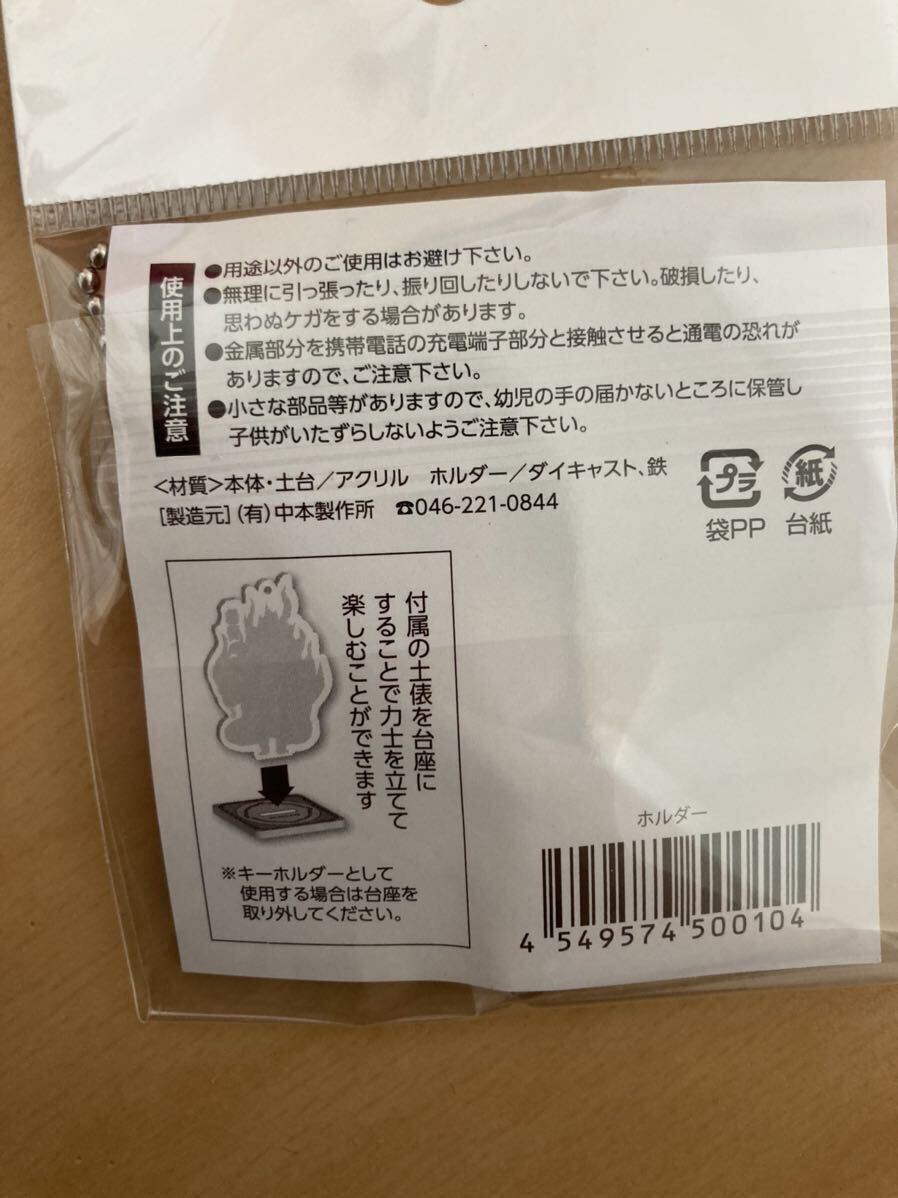 使用上のご注意
●用途以外のご使用はお避け下さい。
●無理に引っ張ったり、振り回したりしないで下さい。破損したり、
思わぬケガをする場合があります。
●金属部分を携帯電話の充電端子部分と接触させると通電の恐れが
ありますので、ご注意下さい。
●小さな部品等がありますので、幼児の手の届かないところに保管し
子供がいたずらしないようご注意下さい。
<材質>本体・土台/アクリル ホルダー/ダイキャスト、鉄
[製造元](有)中本製作所 ☎046-221-0844
プラ
袋PP
紙
台紙
付属の土俵を台座に
することで力士を立てて
楽しむことができます
※キーホルダーとして
使用する場合は台座を
取り外してください。
ホルダー
4 549574 500104